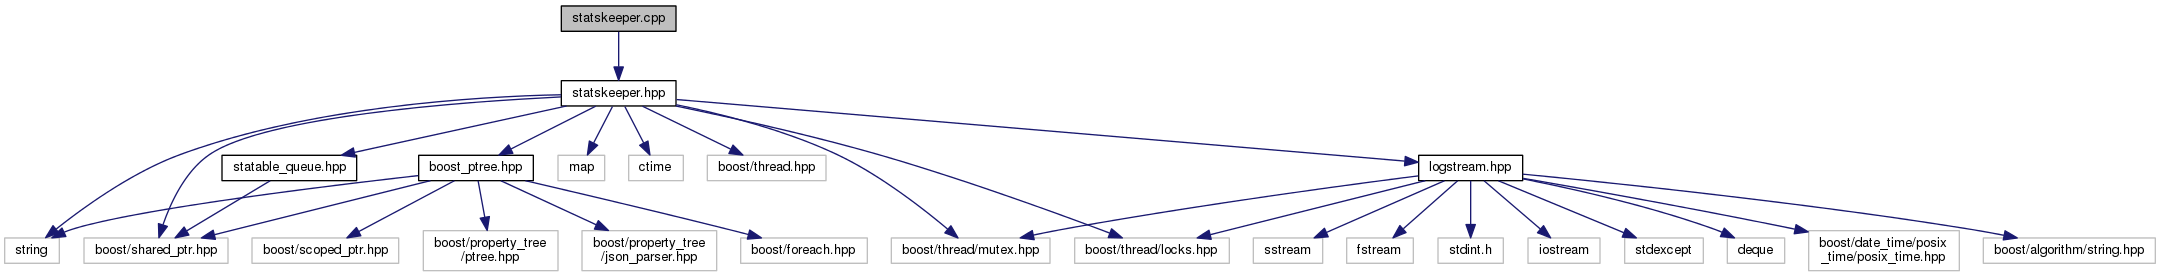 statskeeper.cpp
statskeeper.hpp
statable_queue.hpp
boost_ptree.hpp
map
ctime
boost/thread.hpp
logstream.hpp
string
boost/shared_ptr.hpp
boost/scoped_ptr.hpp
boost/property_tree
/ptree.hpp
boost/property_tree
/json_parser.hpp
boost/foreach.hpp
boost/thread/mutex.hpp
boost/thread/locks.hpp
sstream
fstream
stdint.h
iostream
stdexcept
deque
boost/date_time/posix
_time/posix_time.hpp
boost/algorithm/string.hpp